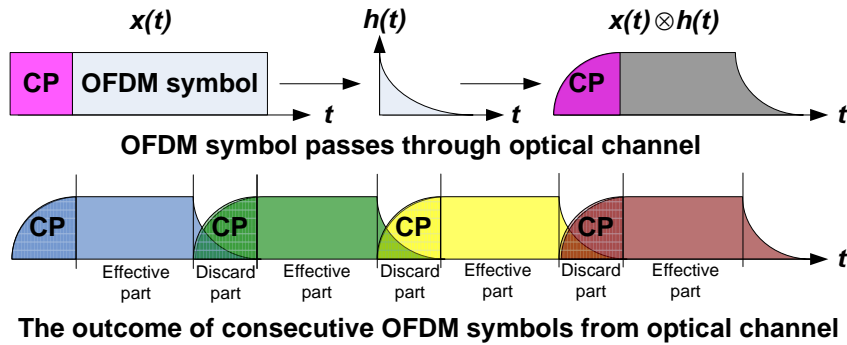 x(t)
h(t)
x(t)⊗h(t)
CP
OFDM symbol
CP
t
t
t
OFDM symbol passes through optical channel
CP
CP
CP
CP
t
Effective part
Discard part
Effective part
Discard part
Effective part
Discard part
Effective part
The outcome of consecutive OFDM symbols from optical channel